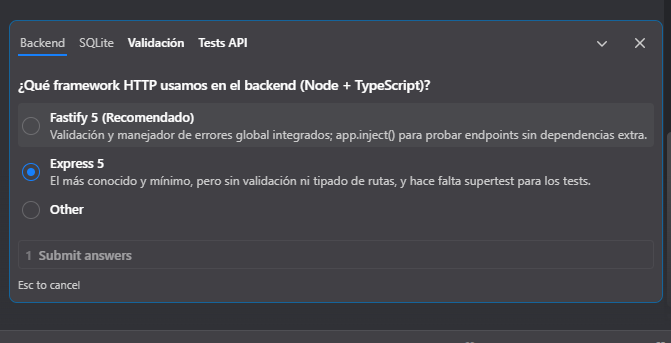 Backend SQLite Validación Tests API
¿Qué framework HTTP usamos en el backend (Node + TypeScript)?
Fastify 5 (Recomendado)
Validación y manejador de errores global integrados; app.inject() para probar endpoints sin dependencias extra.
Express 5
El más conocido y mínimo, pero sin validación ni tipado de rutas, y hace falta supertest para los tests.
Other
1 Submit answers
Esc to cancel